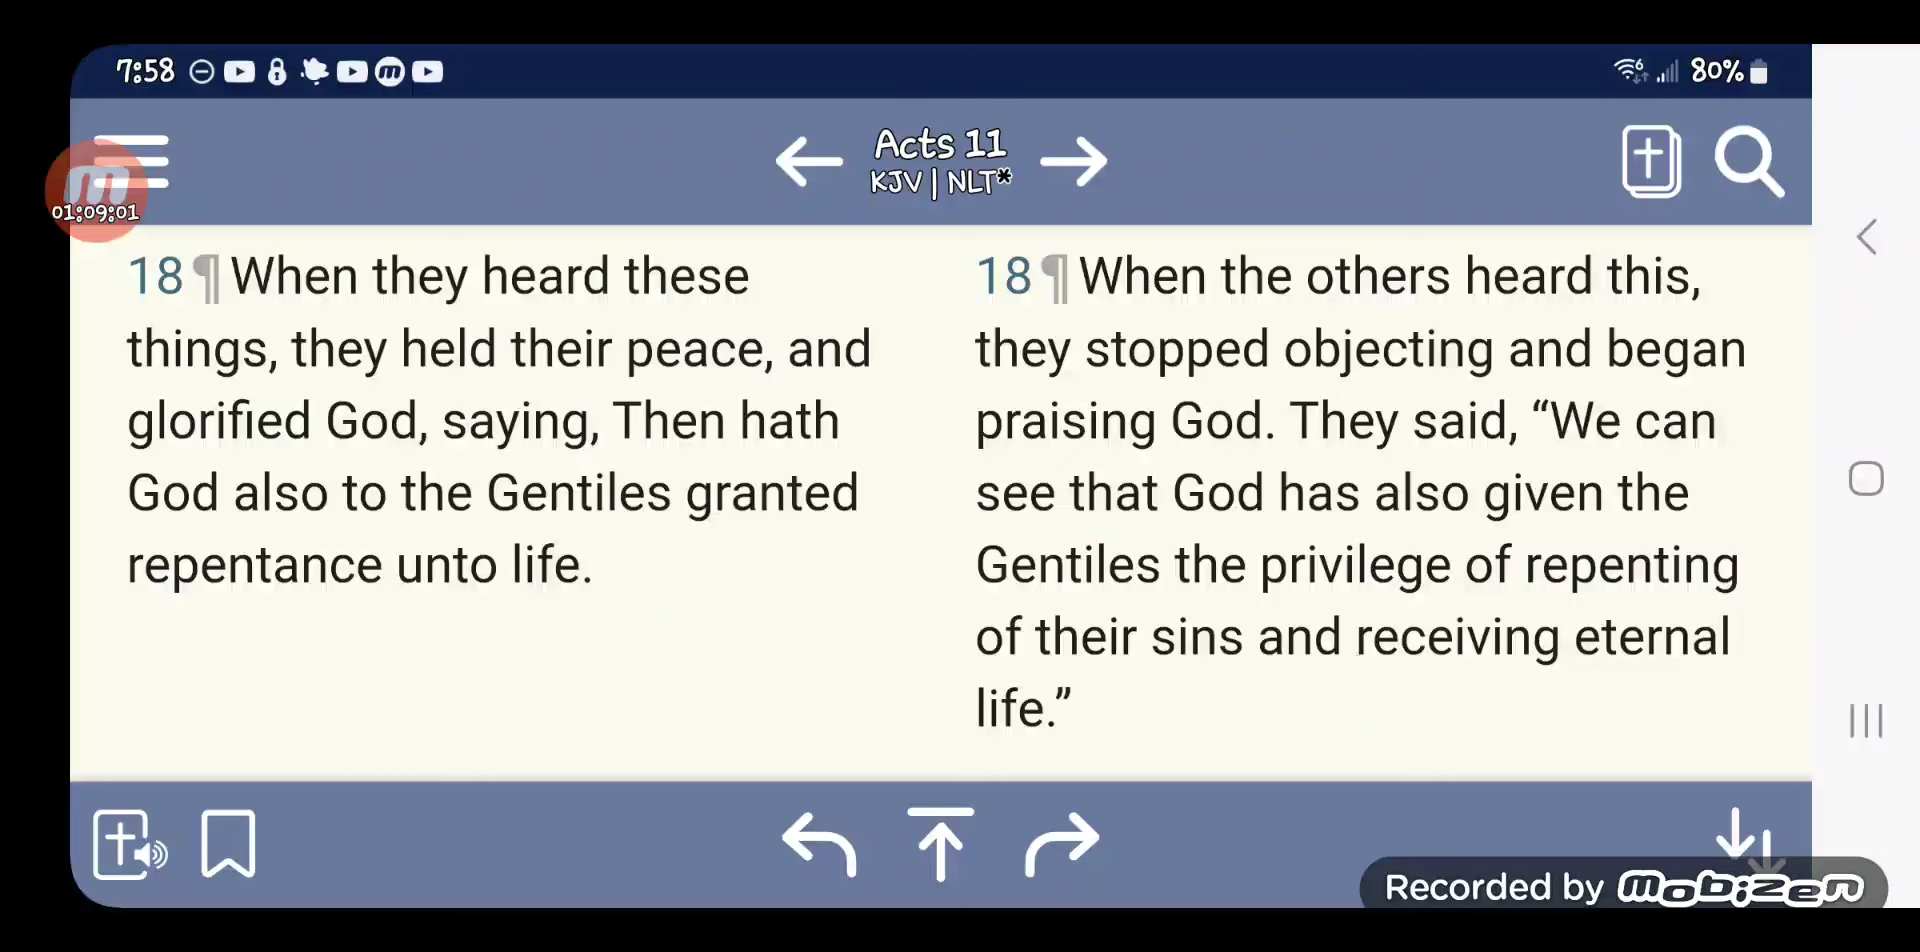 7:58
80%
Acts 11
KJV | NLT*
01:09:01
18 ¶ When they heard these
things, they held their peace, and
glorified God, saying, Then hath
God also to the Gentiles granted
repentance unto life.
18 ¶ When the others heard this,
they stopped objecting and began
praising God. They said, “We can
see that God has also given the
Gentiles the privilege of repenting
of their sins and receiving eternal
life.”
Recorded by Mobizen